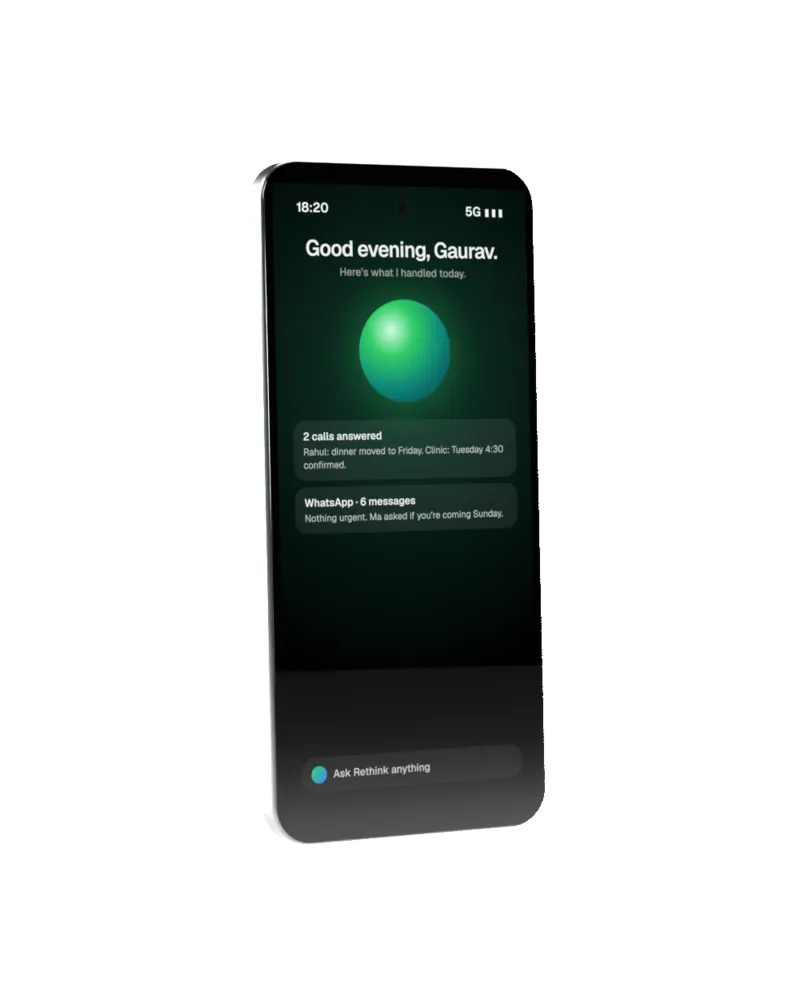 18:20
5G
Good evening, Gaurav.
Here's what I handled today.
2 calls answered
Rahul: dinner moved to Friday. Clinic: Tuesday 4:30
confirmed.
WhatsApp · 6 messages
Nothing urgent. Ma asked if you're coming Sunday.
Ask Rethink anything